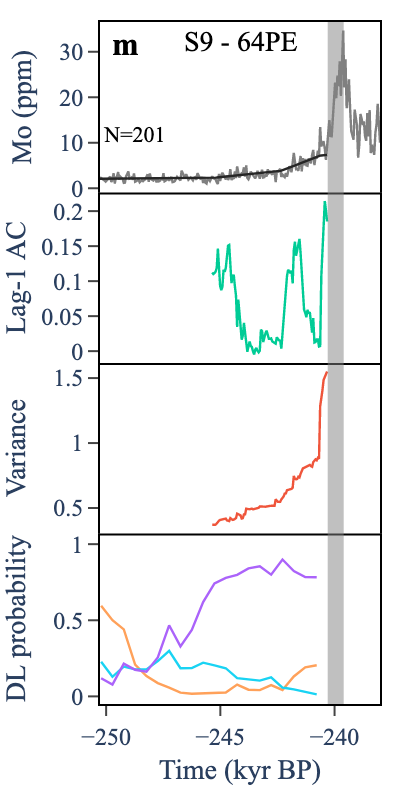 m S9 - 64PE
Mo (ppm)
30
20
10
0
N=201
Lag-1 AC
0.2
0.15
0.1
0.05
0
Variance
1.5
1
0.5
DL probability
1
0.5
0
−250 −245 −240
Time (kyr BP)